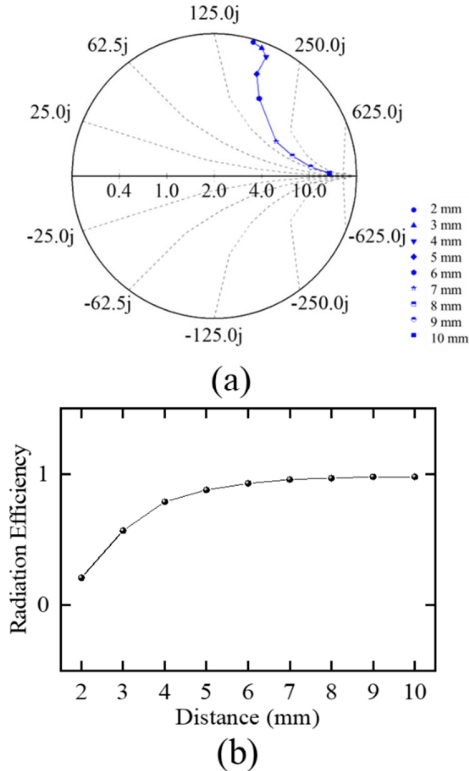 125.0j
62.5j
250.0j
25.0j
625.0j
0.4 1.0 2.0 4.0 10.0
-25.0j
-625.0j
-62.5j
-250.0j
-125.0j
2 mm
3 mm
4 mm
5 mm
6 mm
7 mm
8 mm
9 mm
10 mm
(a)
Radiation Efficiency
1
0
2 3 4 5 6 7 8 9 10
Distance (mm)
(b)